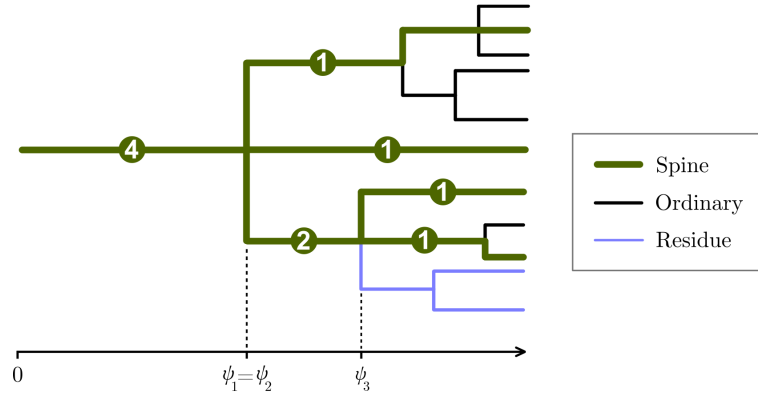 1
4
1
1
2
1
Spine
Ordinary
Residue
0
ψ₁=ψ₂
ψ₃